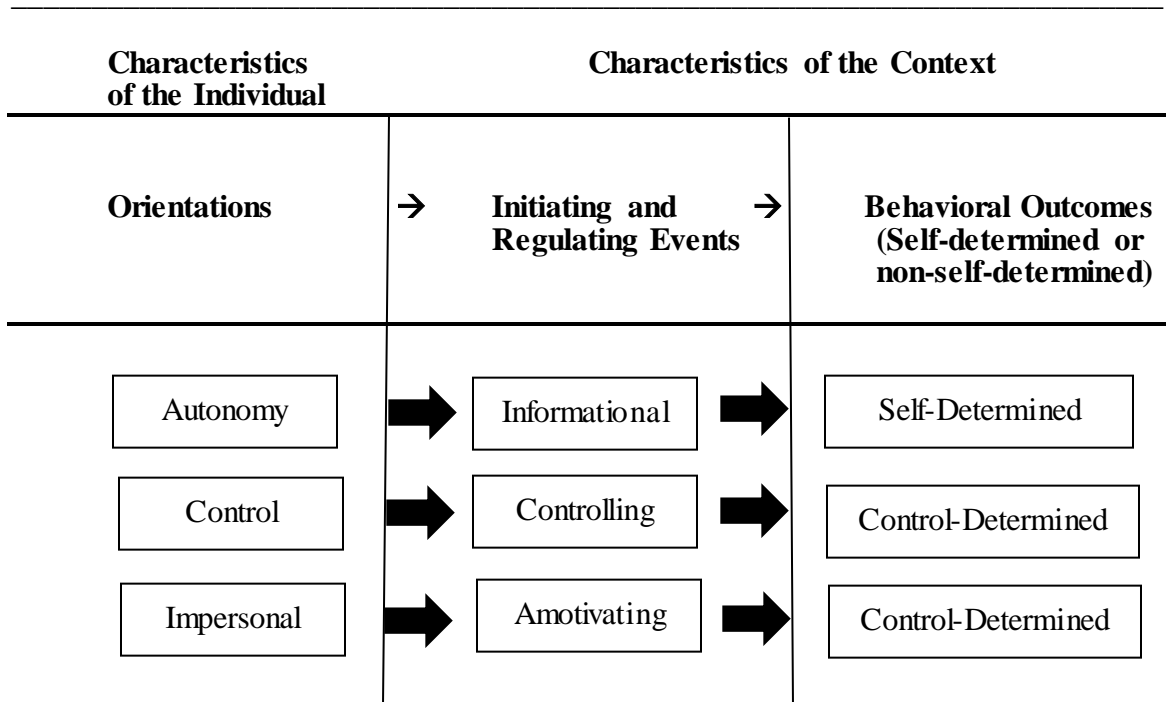 Characteristics of the Individual
Characteristics of the Context
Orientations
→
Initiating and
Regulating Events
→
Behavioral Outcomes
(Self-determined or
non-self-determined)
Autonomy
Informational
Self-Determined
Control
Controlling
Control-Determined
Impersonal
Amotivating
Control-Determined